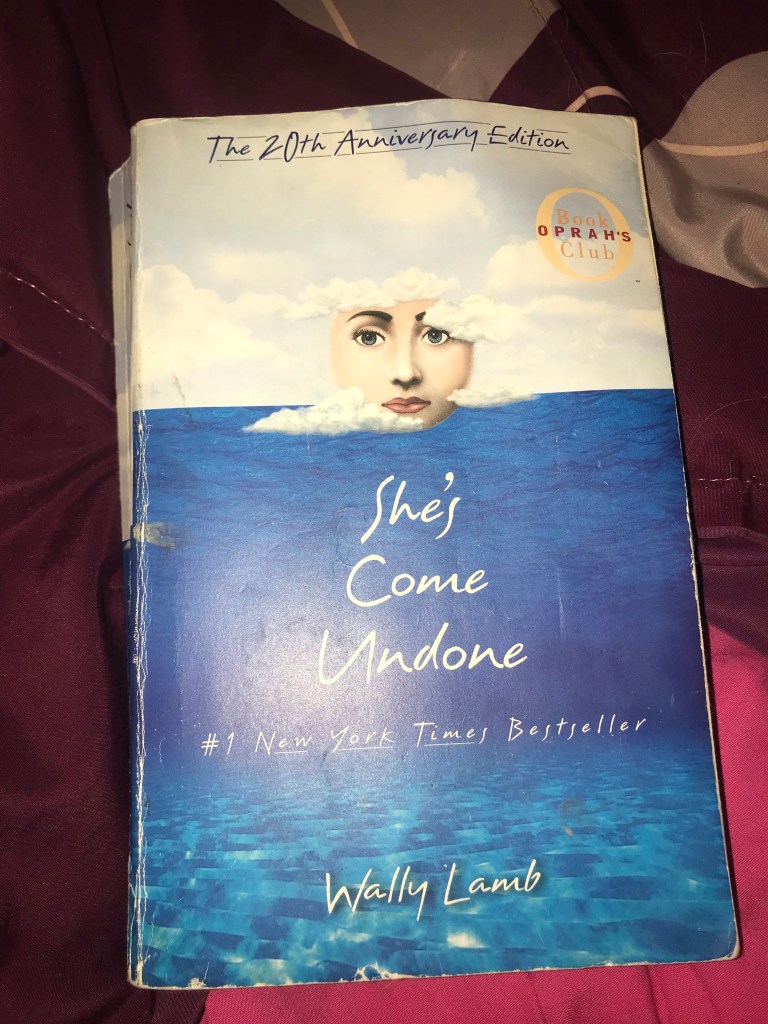 The 20th Anniversary Edition
Book
OPRAH'S
Club
She's
Come
Undone
#1 New York Times Bestseller
Wally Lamb